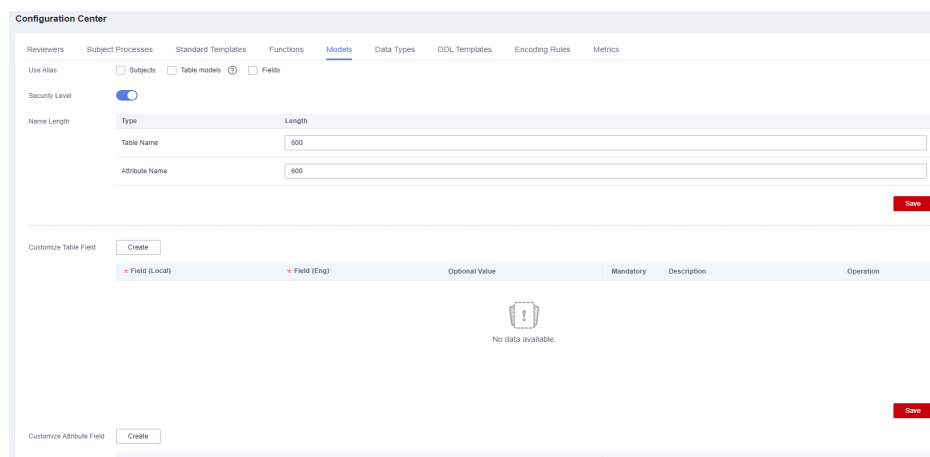 Configuration Center
Reviewers Subject Processes Standard Templates Functions Models Data Types DDL Templates Encoding Rules Metrics
Use Alias Subjects Table models ? Fields
Security Level
Name Length Type Length
Table Name 600
Attribute Name 600
Save
Customize Table Field Create
* Field (Local) * Field (Eng) Optional Value Mandatory Description Operation
!
No data available.
Save
Customize Attribute Field Create